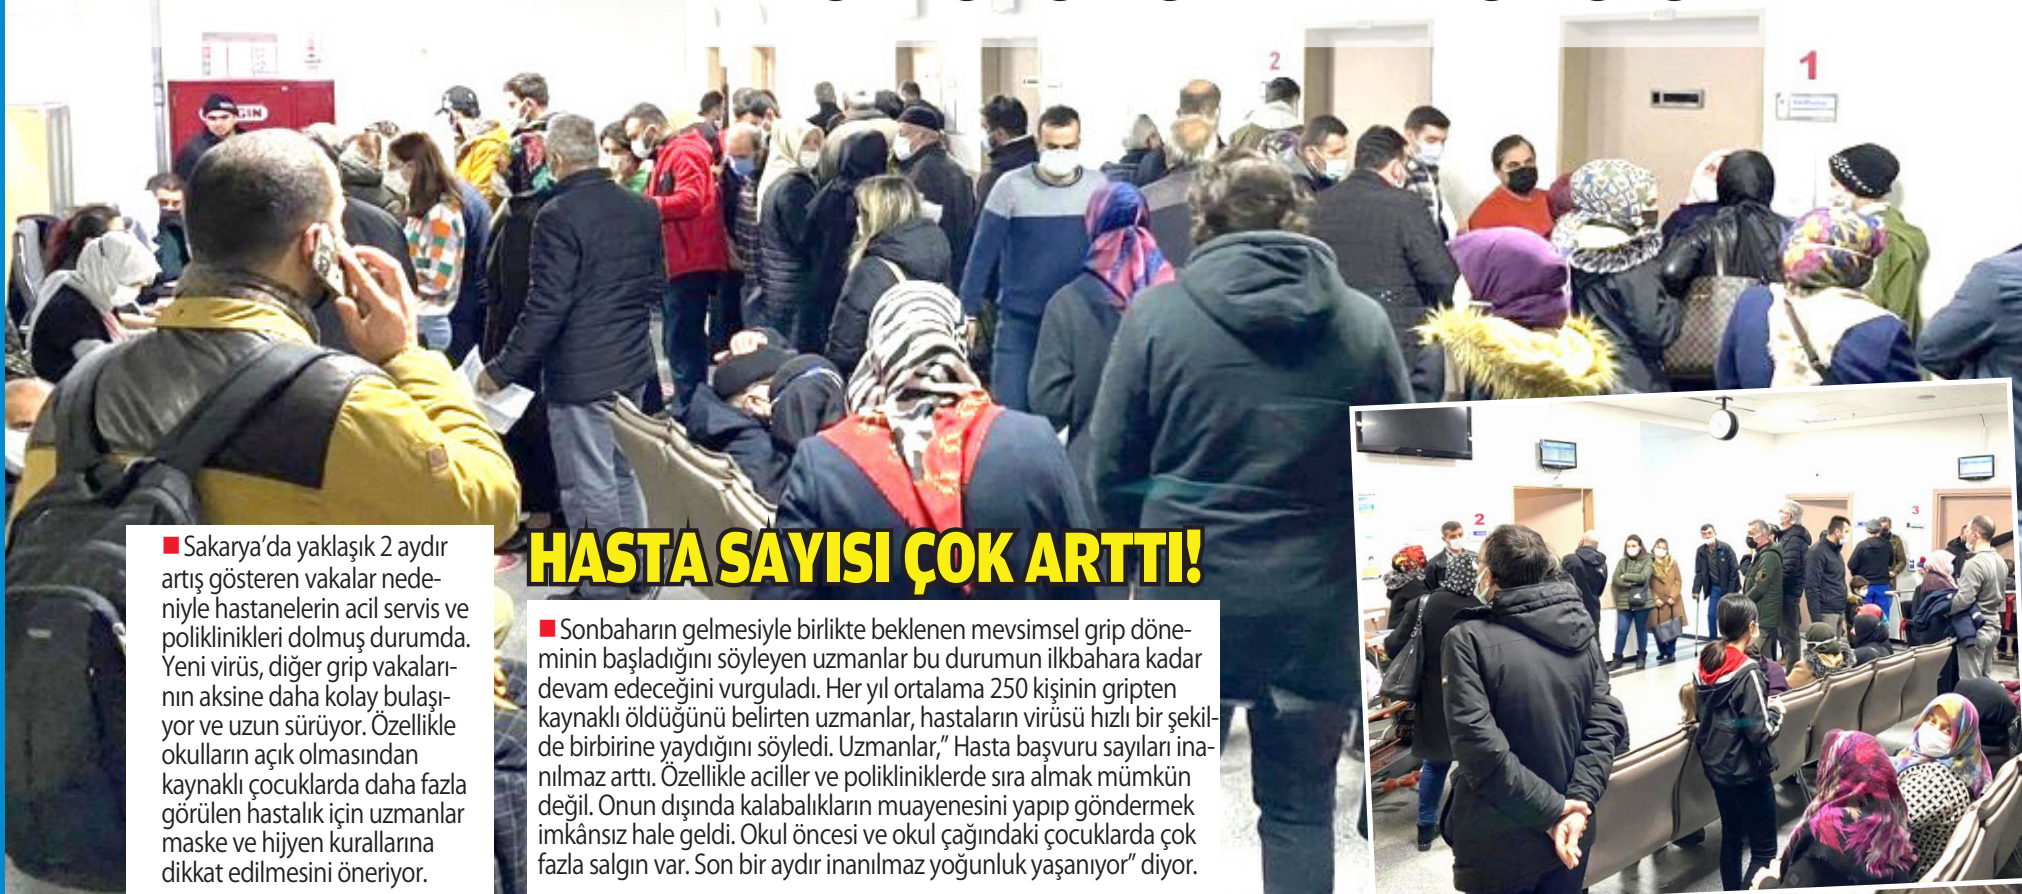 2
1
2
3
■ Sakarya'da yaklaşık 2 aydır
artış gösteren vakalar nede-
niyle hastanelerin acil servis ve
poliklinikleri dolmuş durumda.
Yeni virüs, diğer grip vakaları-
nın aksine daha kolay bulaşı-
yor ve uzun sürüyor. Özellikle
okulların açık olmasından
kaynaklı çocuklarda daha fazla
görülen hastalık için uzmanlar
maske ve hijyen kurallarına
dikkat edilmesini öneriyor.
HASTA SAYISI ÇOK ARTTI!
■ Sonbaharın gelmesiyle birlikte beklenen mevsimsel grip döne-
minin başladığını söyleyen uzmanlar bu durumun ilkbahara kadar
devam edeceğini vurguladı. Her yıl ortalama 250 kişinin gripten
kaynaklı öldüğünü belirten uzmanlar, hastaların virüsü hızlı bir şekil-
de birbirine yaydığını söyledi. Uzmanlar," Hasta başvuru sayıları ina-
nılmaz arttı. Özellikle aciller ve polikliniklerde sıra almak mümkün
değil. Onun dışında kalabalıkların muayenesini yapıp göndermek
imkânsız hale geldi. Okul öncesi ve okul çağındaki çocuklarda çok
fazla salgın var. Son bir aydır inanılmaz yoğunluk yaşanıyor" diyor.